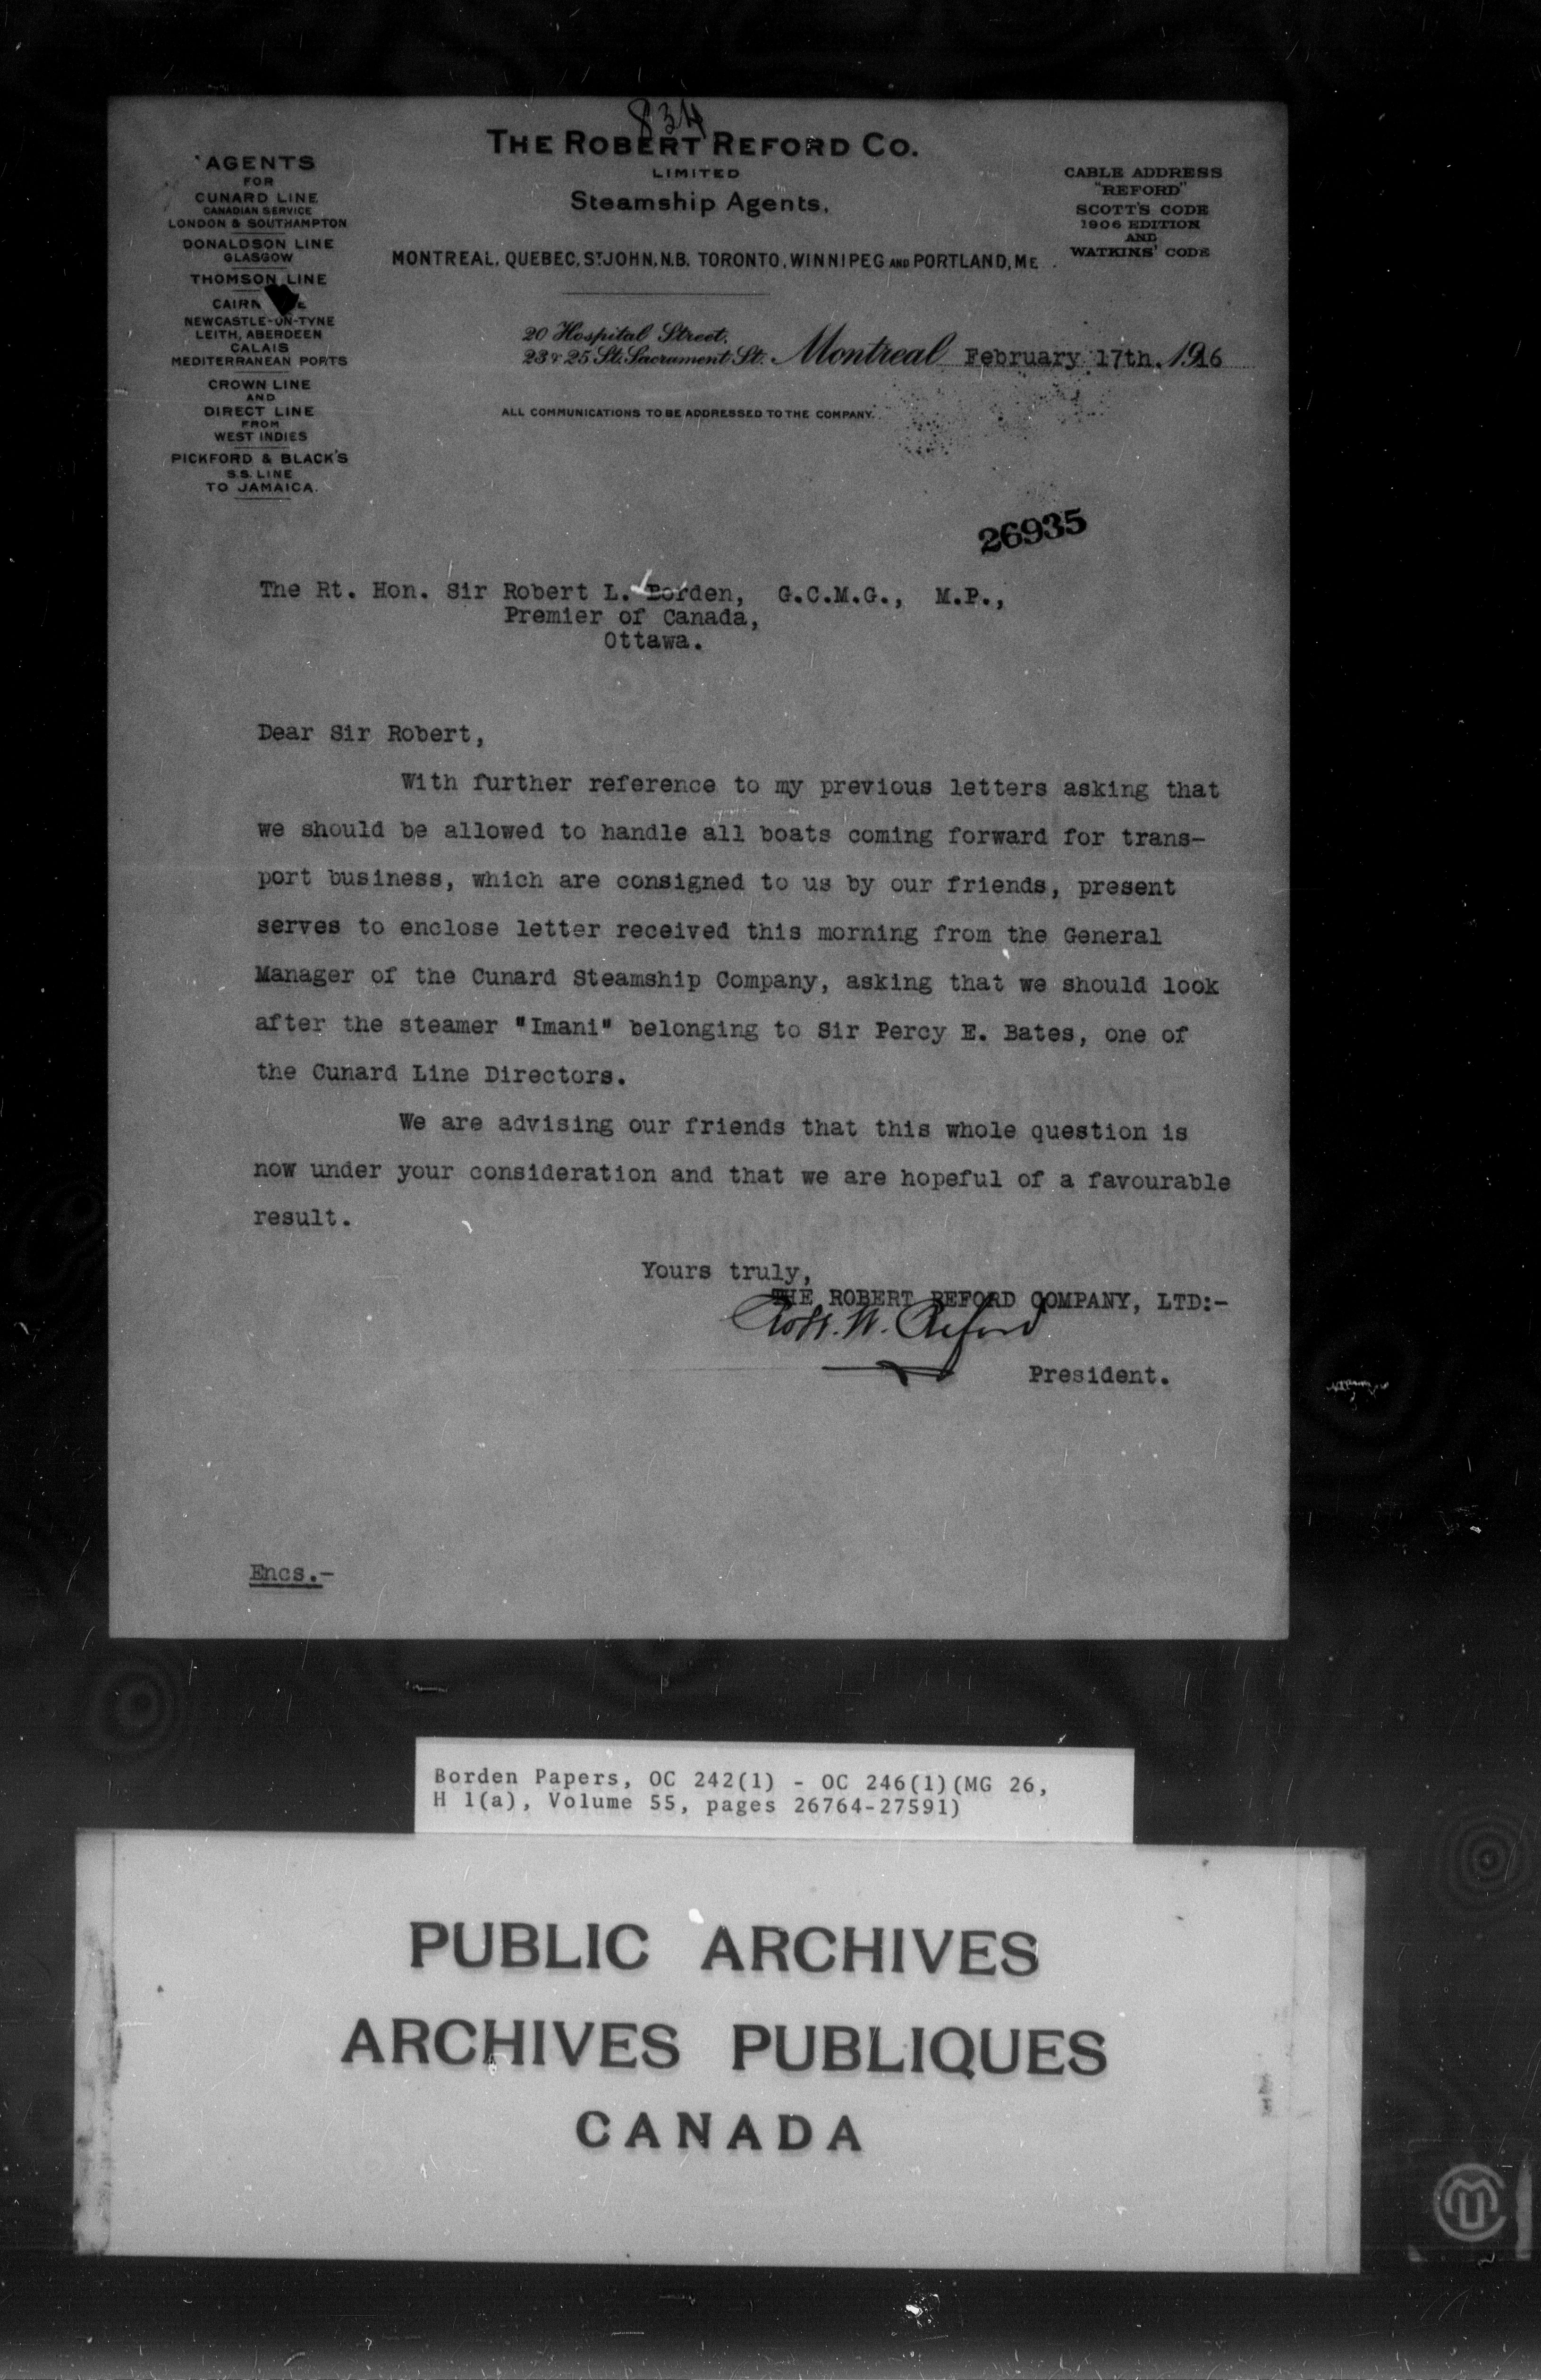 834
THE ROBERT REFORD CO.
LIMITED
Steamship Agents,
MONTREAL, QUEBEC, ST JOHN, N.B. TORONTO, WINNIPEG AND PORTLAND, ME.
AGENTS
FOR
CUNARD LINE
CANADIAN SERVICE
LONDON & SOUTHAMPTON
DONALDSON LINE
GLASGOW
THOMSON LINE
CAIRN
NEWCASTLE-ON-TYNE
LEITH, ABERDEEN
CALAIS
MEDITERRANEAN PORTS
CROWN LINE
AND
DIRECT LINE
FROM
WEST INDIES
PICKFORD & BLACK'S
S.S. LINE
TO JAMAICA.
CABLE ADDRESS
"REFORD"
SCOTT'S CODE
1906 EDITION
AND
WATKINS' CODE
20 Hospital Street,
23 & 25 St. Sacrament St. Montreal February 17th. 1916
ALL COMMUNICATIONS TO BE ADDRESSED TO THE COMPANY.
26935
The Rt. Hon. Sir Robert L. Borden, G.C.M.G., M.P.,
Premier of Canada,
Ottawa.
Dear Sir Robert,
With further reference to my previous letters asking that
we should be allowed to handle all boats coming forward for trans-
port business, which are consigned to us by our friends, present
serves to enclose letter received this morning from the General
Manager of the Cunard Steamship Company, asking that we should look
after the steamer "Imani" belonging to Sir Percy E. Bates, one of
the Cunard Line Directors.
We are advising our friends that this whole question is
now under your consideration and that we are hopeful of a favourable
result.
Yours truly,
THE ROBERT REFORD COMPANY, LTD:-
Robt. W. Reford
President.
Encs.-
Borden Papers, OC 242(1) - OC 246(1)(MG 26,
H 1(a), Volume 55, pages 26764-27591)
PUBLIC ARCHIVES
ARCHIVES PUBLIQUES
CANADA